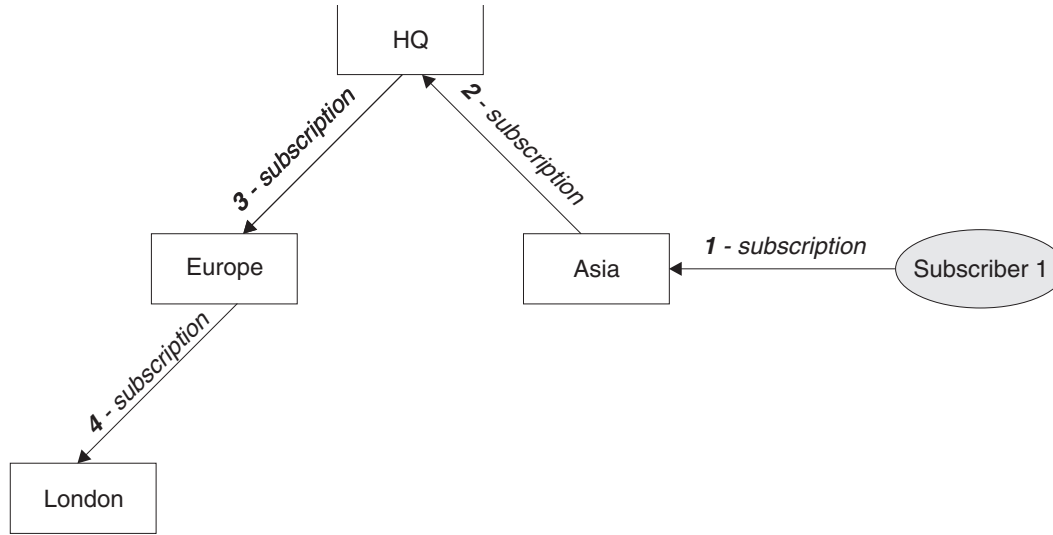 HQ
3 - subscription
2 - subscription
Europe
Asia
1 - subscription
Subscriber 1
4 - subscription
London